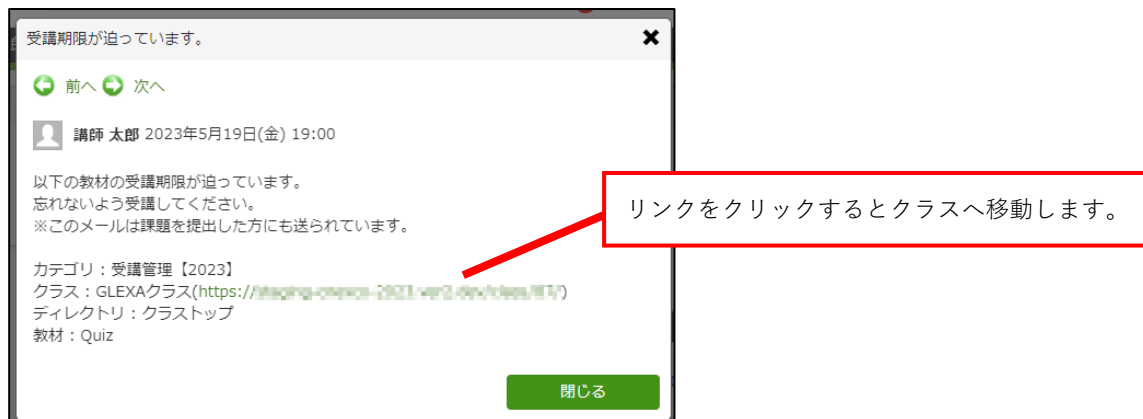 受講期限が迫っています。
前へ 次へ
講師 太郎 2023年5月19日(金) 19:00
以下の教材の受講期限が迫っています。
忘れないよう受講してください。
※このメールは課題を提出した方にも送られています。
カテゴリ：受講管理【2023】
クラス：GLEXAクラス(https://
ディレクトリ：クラストップ
教材：Quiz
閉じる
リンクをクリックするとクラスへ移動します。